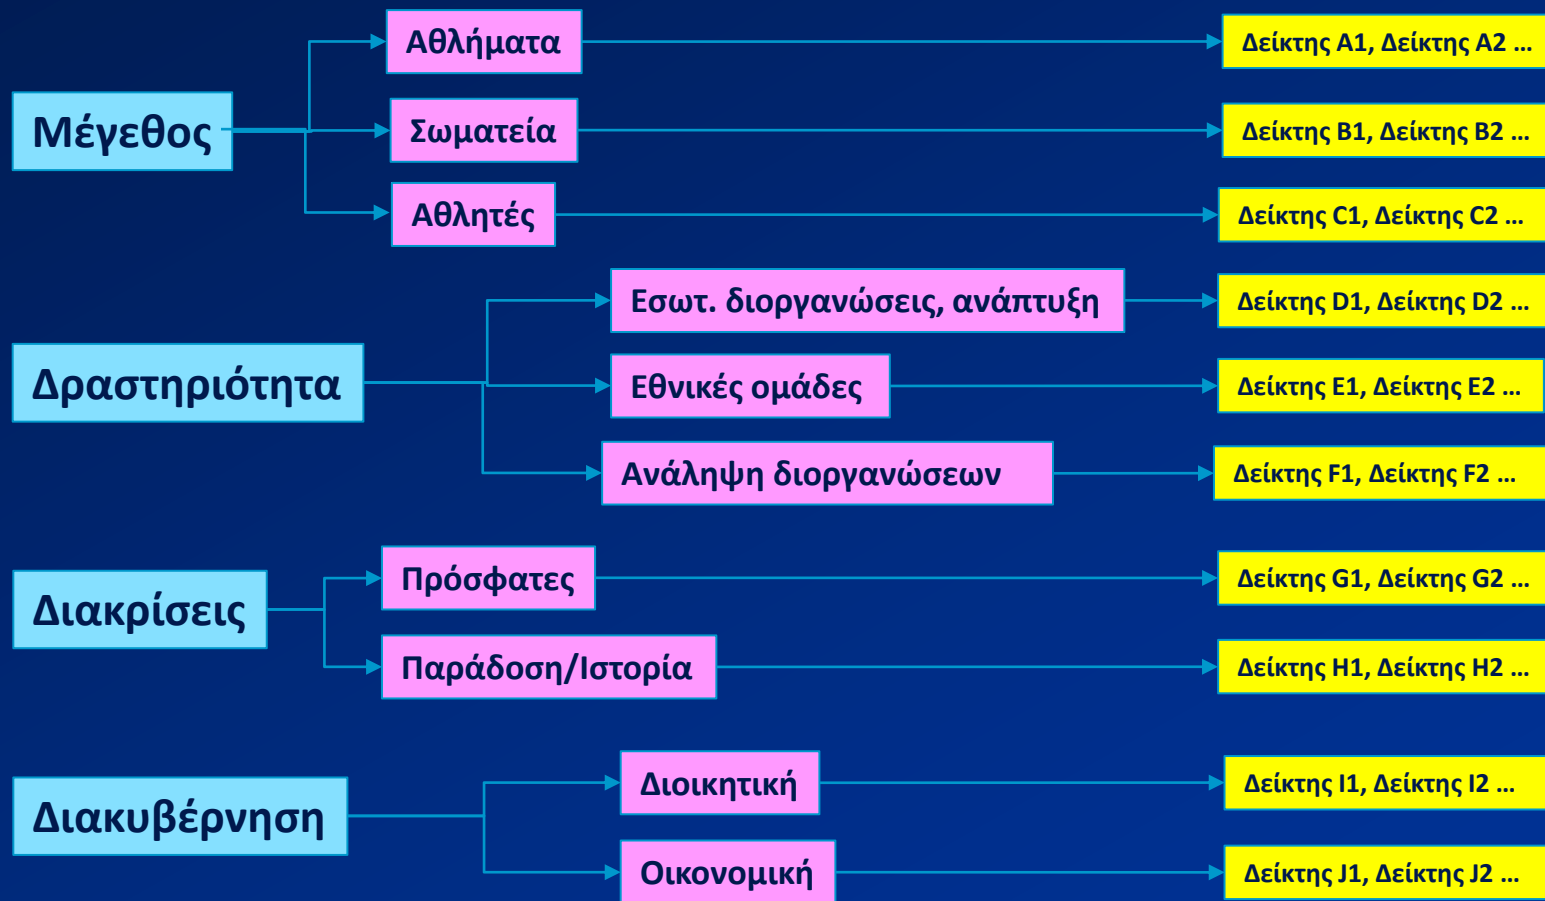 Αθλήματα
Δείκτης A1, Δείκτης A2 ...
Μέγεθος
Σωματεία
Δείκτης B1, Δείκτης B2 ...
Αθλητές
Δείκτης C1, Δείκτης C2 ...
Εσωτ. διοργανώσεις, ανάπτυξη
Δείκτης D1, Δείκτης D2 ...
Δραστηριότητα
Εθνικές ομάδες
Δείκτης E1, Δείκτης E2 ...
Ανάληψη διοργανώσεων
Δείκτης F1, Δείκτης F2 ...
Πρόσφατες
Δείκτης G1, Δείκτης G2 ...
Διακρίσεις
Παράδοση/Ιστορία
Δείκτης H1, Δείκτης H2 ...
Διοικητική
Δείκτης I1, Δείκτης I2 ...
Διακυβέρνηση
Οικονομική
Δείκτης J1, Δείκτης J2 ...